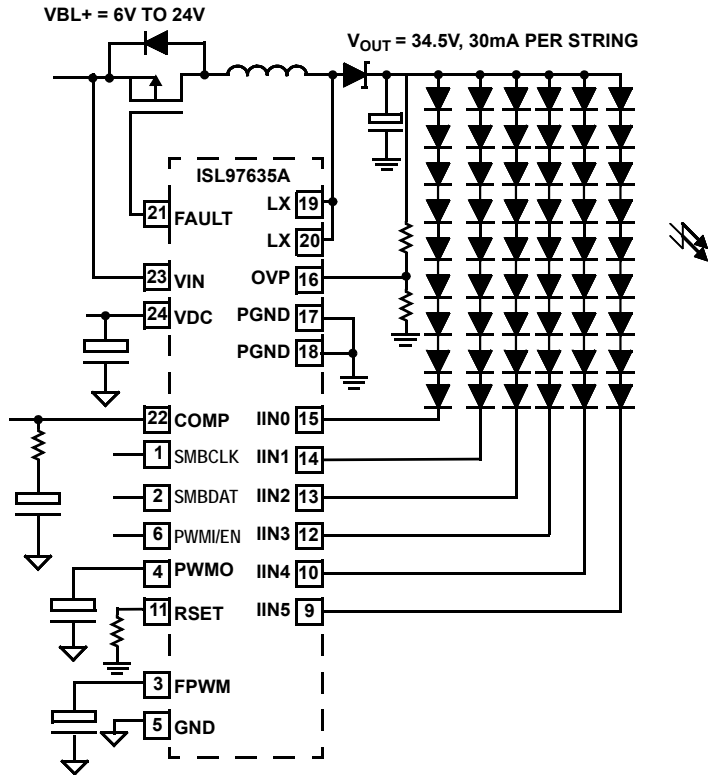 VBL+ = 6V TO 24V
VOUT = 34.5V, 30mA PER STRING
ISL97635A
21 FAULT
LX 19
LX 20
23 VIN
OVP 16
24 VDC
PGND 17
PGND 18
22 COMP
IIN0 15
1 SMBCLK
IIN1 14
2 SMBDAT
IIN2 13
6 PWMI/EN
IIN3 12
4 PWMO
IIN4 10
11 RSET
IIN5 9
3 FPWM
5 GND